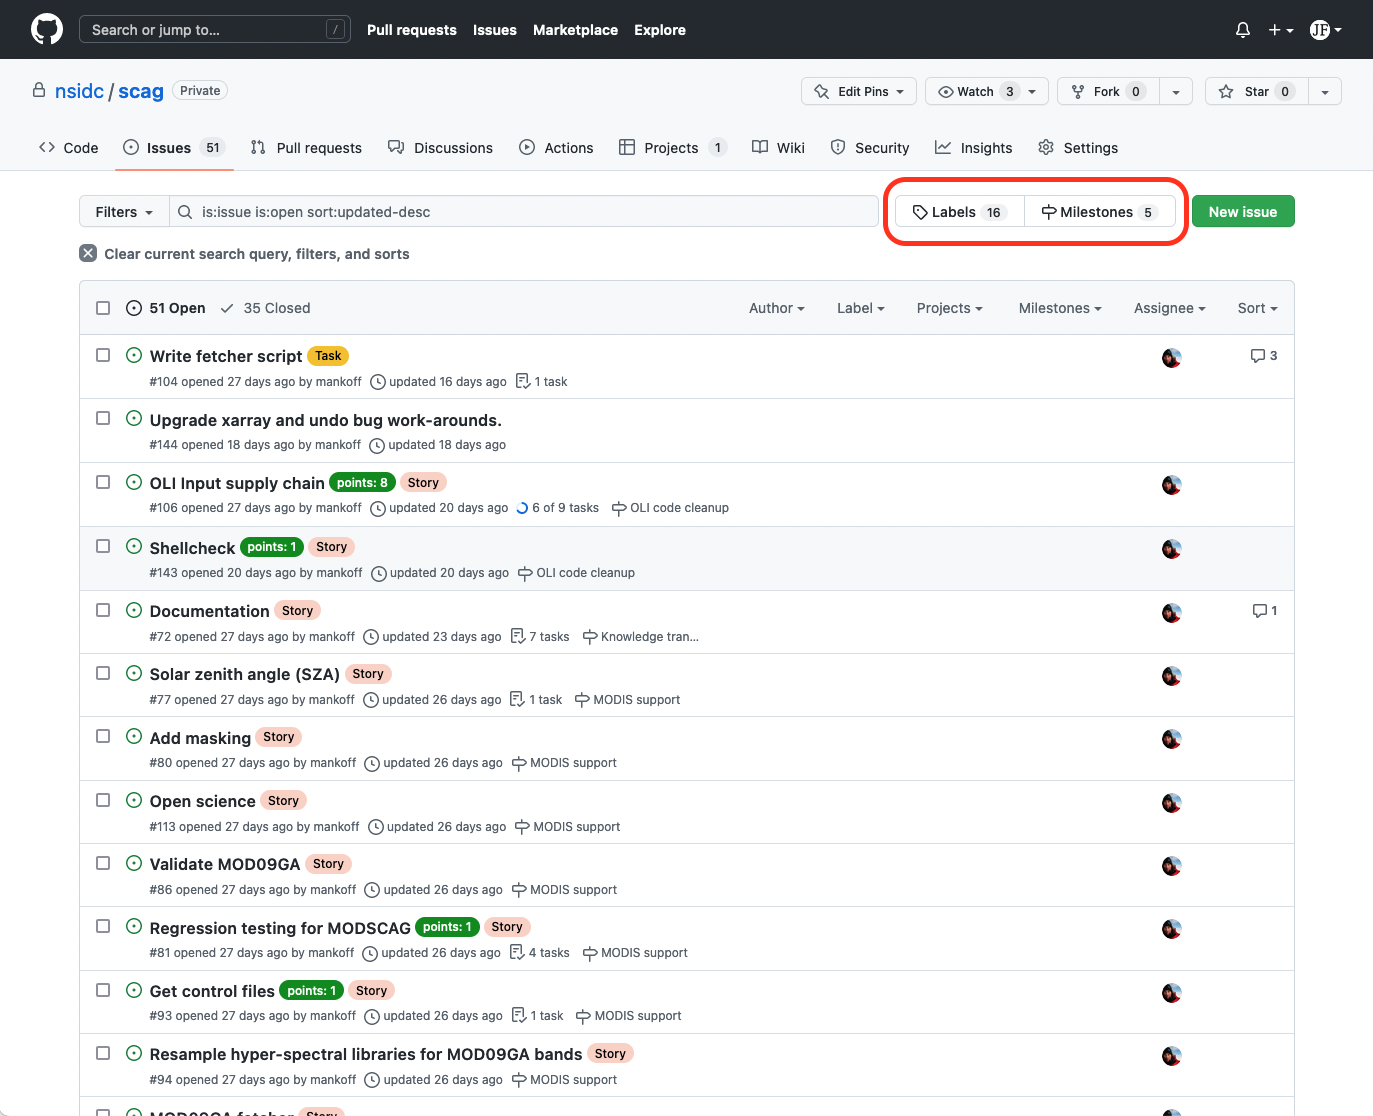 Search or jump to... / Pull requests Issues Marketplace Explore JF
nsidc / scag Private Edit Pins Watch 3 Fork 0 Star 0
Code Issues 51 Pull requests Discussions Actions Projects 1 Wiki Security Insights Settings
Filters is:issue is:open sort:updated-desc Labels 16 Milestones 5 New issue
Clear current search query, filters, and sorts
51 Open 35 Closed Author Label Projects Milestones Assignee Sort
Write fetcher script Task 3
#104 opened 27 days ago by mankoff updated 16 days ago 1 task
Upgrade xarray and undo bug work-arounds.
#144 opened 18 days ago by mankoff updated 18 days ago
OLI Input supply chain points: 8 Story
#106 opened 27 days ago by mankoff updated 20 days ago 6 of 9 tasks OLI code cleanup
Shellcheck points: 1 Story
#143 opened 20 days ago by mankoff updated 20 days ago OLI code cleanup
Documentation Story 1
#72 opened 27 days ago by mankoff updated 23 days ago 7 tasks Knowledge tran...
Solar zenith angle (SZA) Story
#77 opened 27 days ago by mankoff updated 26 days ago 1 task MODIS support
Add masking Story
#80 opened 27 days ago by mankoff updated 26 days ago MODIS support
Open science Story
#113 opened 27 days ago by mankoff updated 26 days ago MODIS support
Validate MOD09GA Story
#86 opened 27 days ago by mankoff updated 26 days ago MODIS support
Regression testing for MODSCAG points: 1 Story
#81 opened 27 days ago by mankoff updated 26 days ago 4 tasks MODIS support
Get control files points: 1 Story
#93 opened 27 days ago by mankoff updated 26 days ago 1 task MODIS support
Resample hyper-spectral libraries for MOD09GA bands Story
#94 opened 27 days ago by mankoff updated 26 days ago MODIS support
MOD09GA fetcher Story